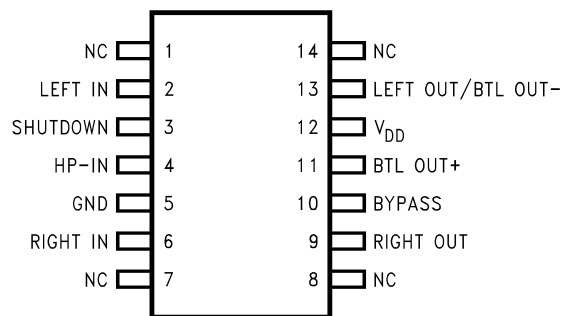 NC 1 14 NC
LEFT IN 2 13 LEFT OUT/BTL OUT-
SHUTDOWN 3 12 VDD
HP-IN 4 11 BTL OUT+
GND 5 10 BYPASS
RIGHT IN 6 9 RIGHT OUT
NC 7 8 NC